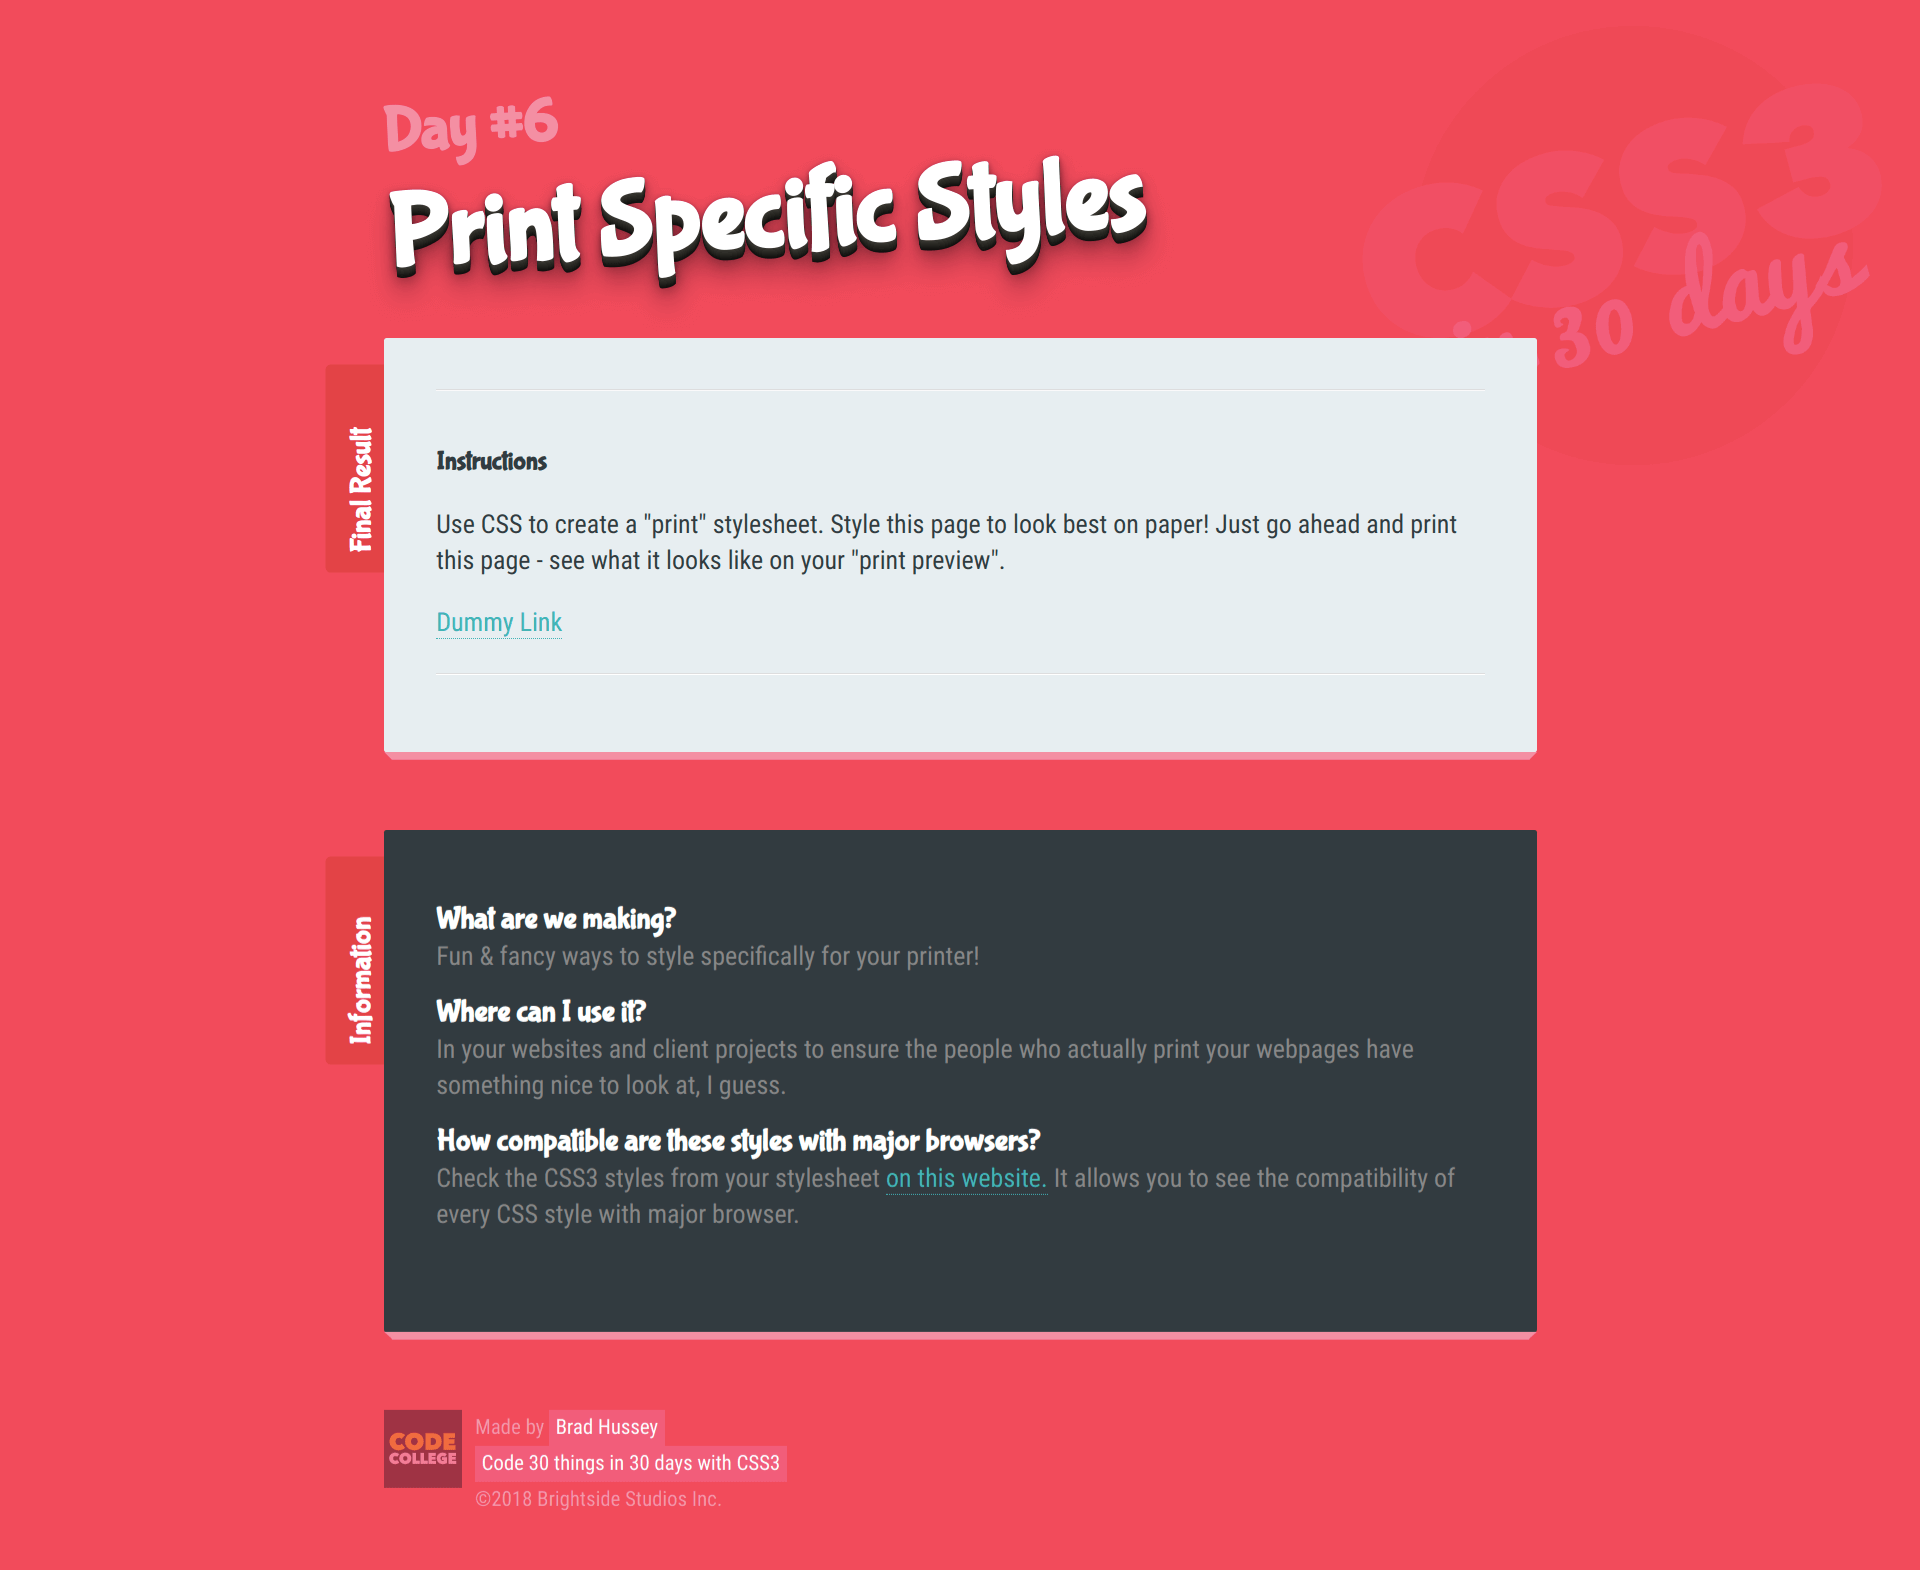 Day #6
Print Specific Styles
CSS3
30 days
Final Result
Instructions
Use CSS to create a "print" stylesheet. Style this page to look best on paper! Just go ahead and print
this page - see what it looks like on your "print preview".
Dummy Link
Information
What are we making?
Fun & fancy ways to style specifically for your printer!
Where can I use it?
In your websites and client projects to ensure the people who actually print your webpages have
something nice to look at, I guess.
How compatible are these styles with major browsers?
Check the CSS3 styles from your stylesheet on this website. It allows you to see the compatibility of
every CSS style with major browser.
CODE
COLLEGE
Made by Brad Hussey
Code 30 things in 30 days with CSS3
©2018 Brightside Studios Inc.